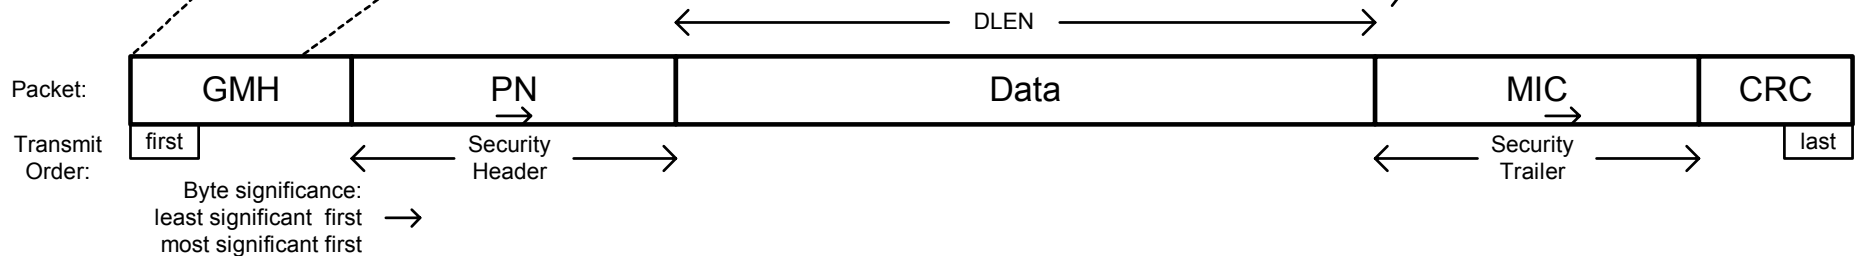 DLEN
Packet: GMH PN Data MIC CRC
Transmit Order: first last
Security Header
Security Trailer
Byte significance:
least significant first
most significant first